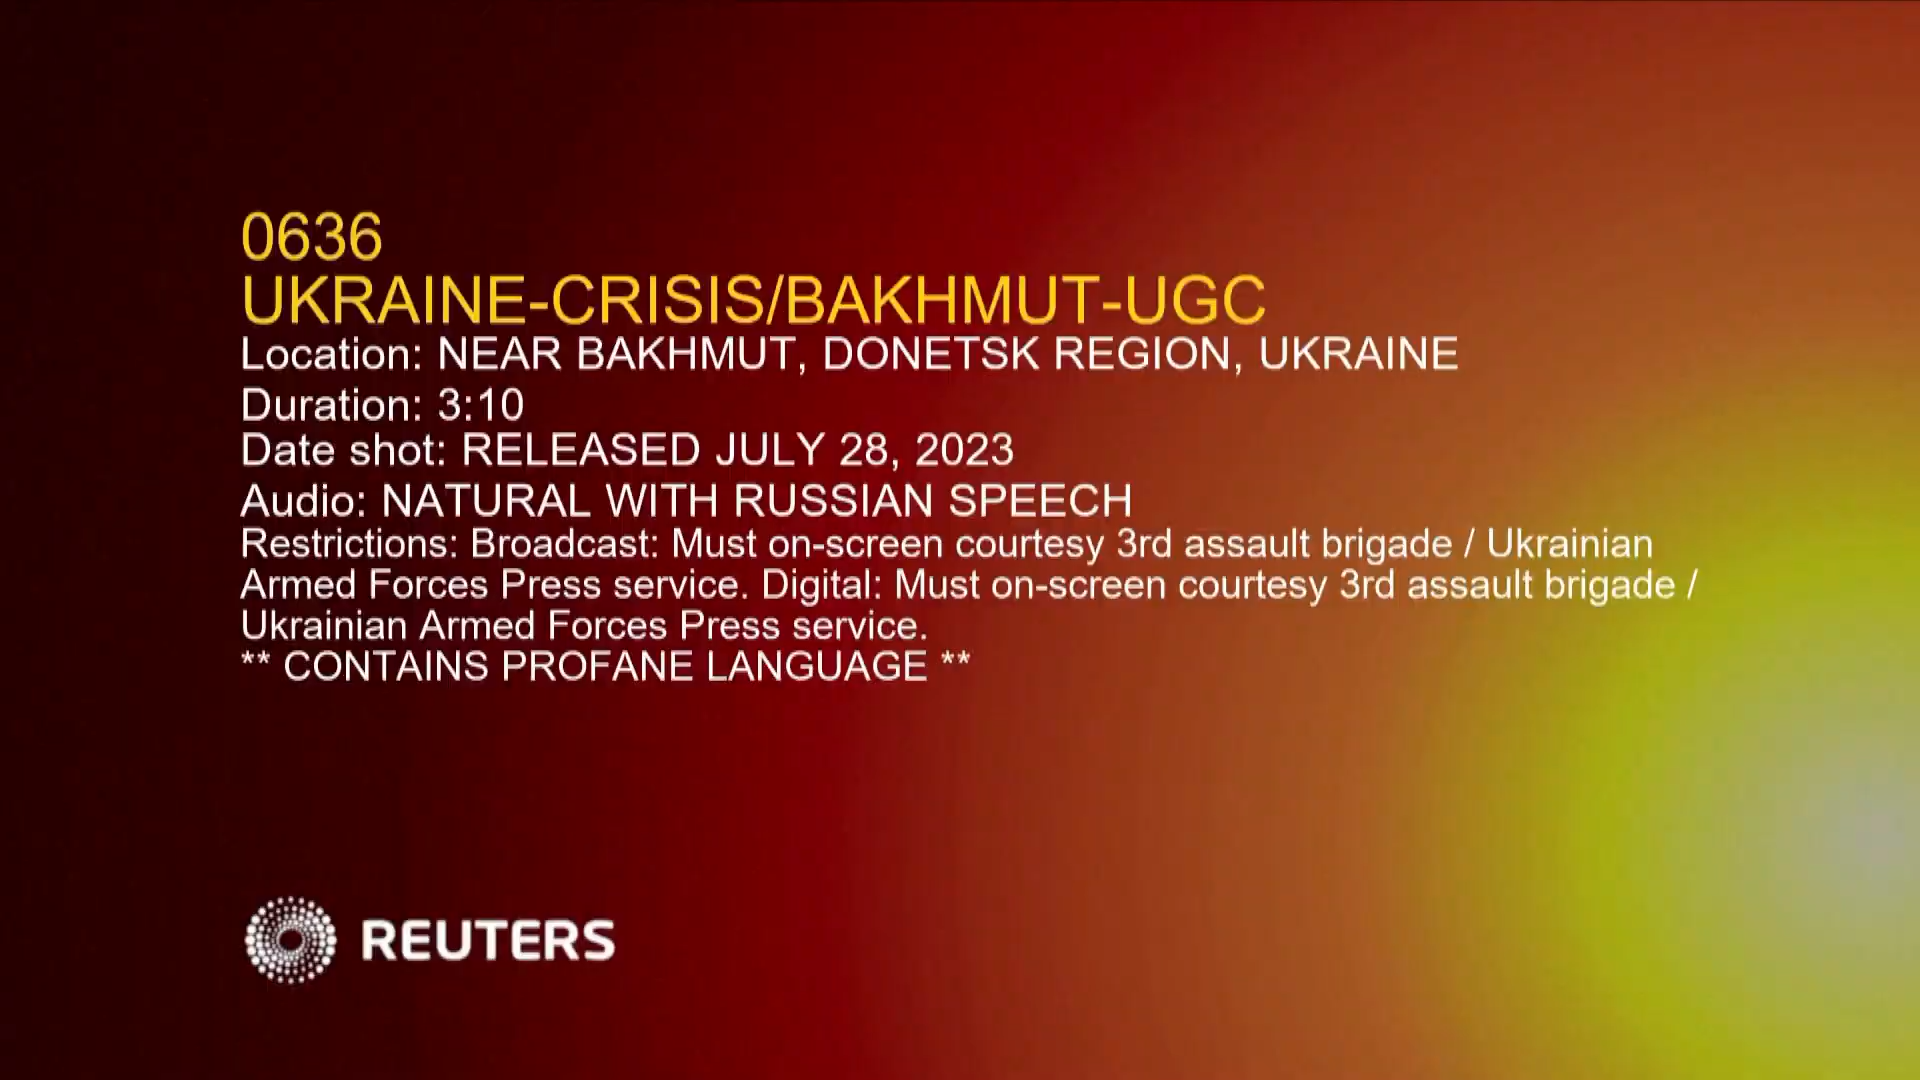 0636
UKRAINE-CRISIS/BAKHMUT-UGC
Location: NEAR BAKHMUT, DONETSK REGION, UKRAINE
Duration: 3:10
Date shot: RELEASED JULY 28, 2023
Audio: NATURAL WITH RUSSIAN SPEECH
Restrictions: Broadcast: Must on-screen courtesy 3rd assault brigade / Ukrainian
Armed Forces Press service. Digital: Must on-screen courtesy 3rd assault brigade /
Ukrainian Armed Forces Press service.
** CONTAINS PROFANE LANGUAGE **
REUTERS